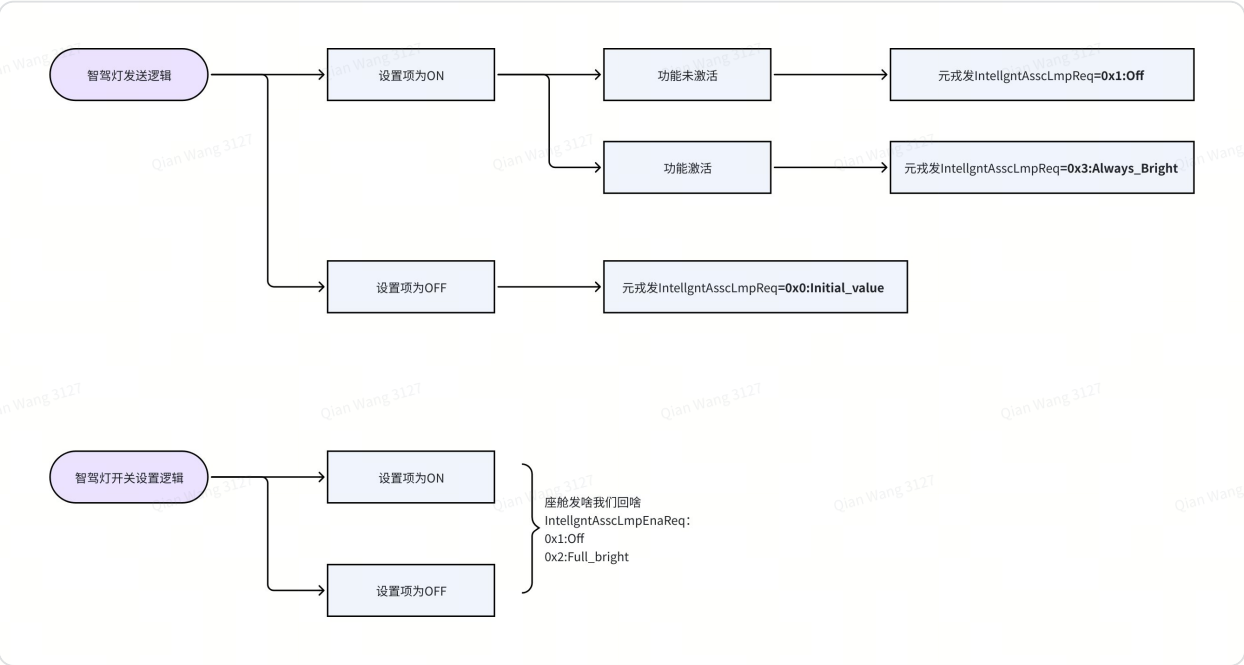 智驾灯发送逻辑
设置项为ON
功能未激活
元戎发IntellgntAsscLmpReq=0x1:Off
功能激活
元戎发IntellgntAsscLmpReq=0x3:Always_Bright
设置项为OFF
元戎发IntellgntAsscLmpReq=0x0:Initial_value
智驾灯开关设置逻辑
设置项为ON
座舱发啥我们回啥
IntellgntAsscLmpEnaReq：
0x1:Off
0x2:Full_bright
设置项为OFF
Qian Wang 3127